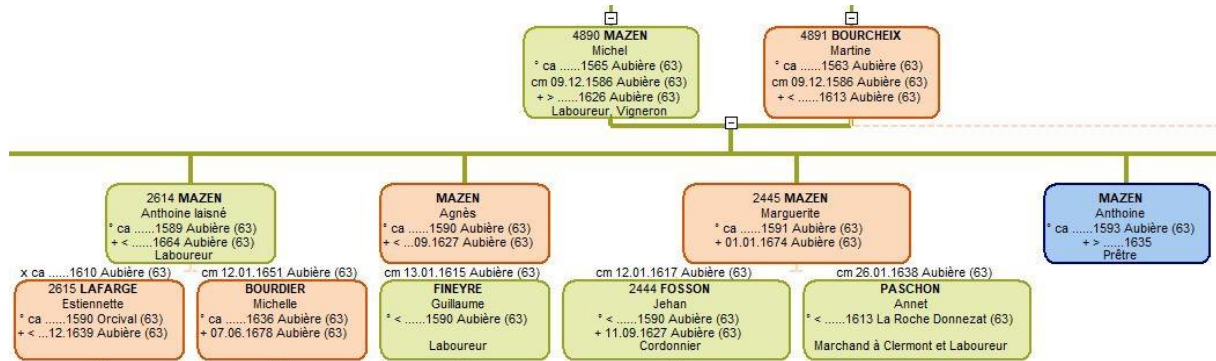 4890 MAZEN
Michel
° ca ......1565 Aubière (63)
cm 09.12.1586 Aubière (63)
+ > ......1626 Aubière (63)
Laboureur, Vigneron
4891 BOURCHEIX
Martine
° ca ......1563 Aubière (63)
cm 09.12.1586 Aubière (63)
+ < ......1613 Aubière (63)
2614 MAZEN
Anthoine laisné
° ca ......1589 Aubière (63)
+ < ......1664 Aubière (63)
Laboureur
MAZEN
Agnès
° ca ......1590 Aubière (63)
+ < ...09.1627 Aubière (63)
2445 MAZEN
Marguerite
° ca ......1591 Aubière (63)
+ 01.01.1674 Aubière (63)
MAZEN
Anthoine
° ca ......1593 Aubière (63)
+ > ......1635
Prêtre
x ca ......1610 Aubière (63)
cm 12.01.1651 Aubière (63)
cm 13.01.1615 Aubière (63)
cm 12.01.1617 Aubière (63)
cm 26.01.1638 Aubière (63)
2615 LAFARGE
Estiennette
° ca ......1590 Orcival (63)
+ < ...12.1639 Aubière (63)
BOURDIER
Michelle
° ca ......1636 Aubière (63)
+ 07.06.1678 Aubière (63)
FINEYRE
Guillaume
° < ......1590 Aubière (63)
Laboureur
2444 FOSSON
Jehan
° < ......1590 Aubière (63)
+ 11.09.1627 Aubière (63)
Cordonnier
PASCHON
Annet
° < ......1613 La Roche Donnezat (63)
Marchand à Clermont et Laboureur